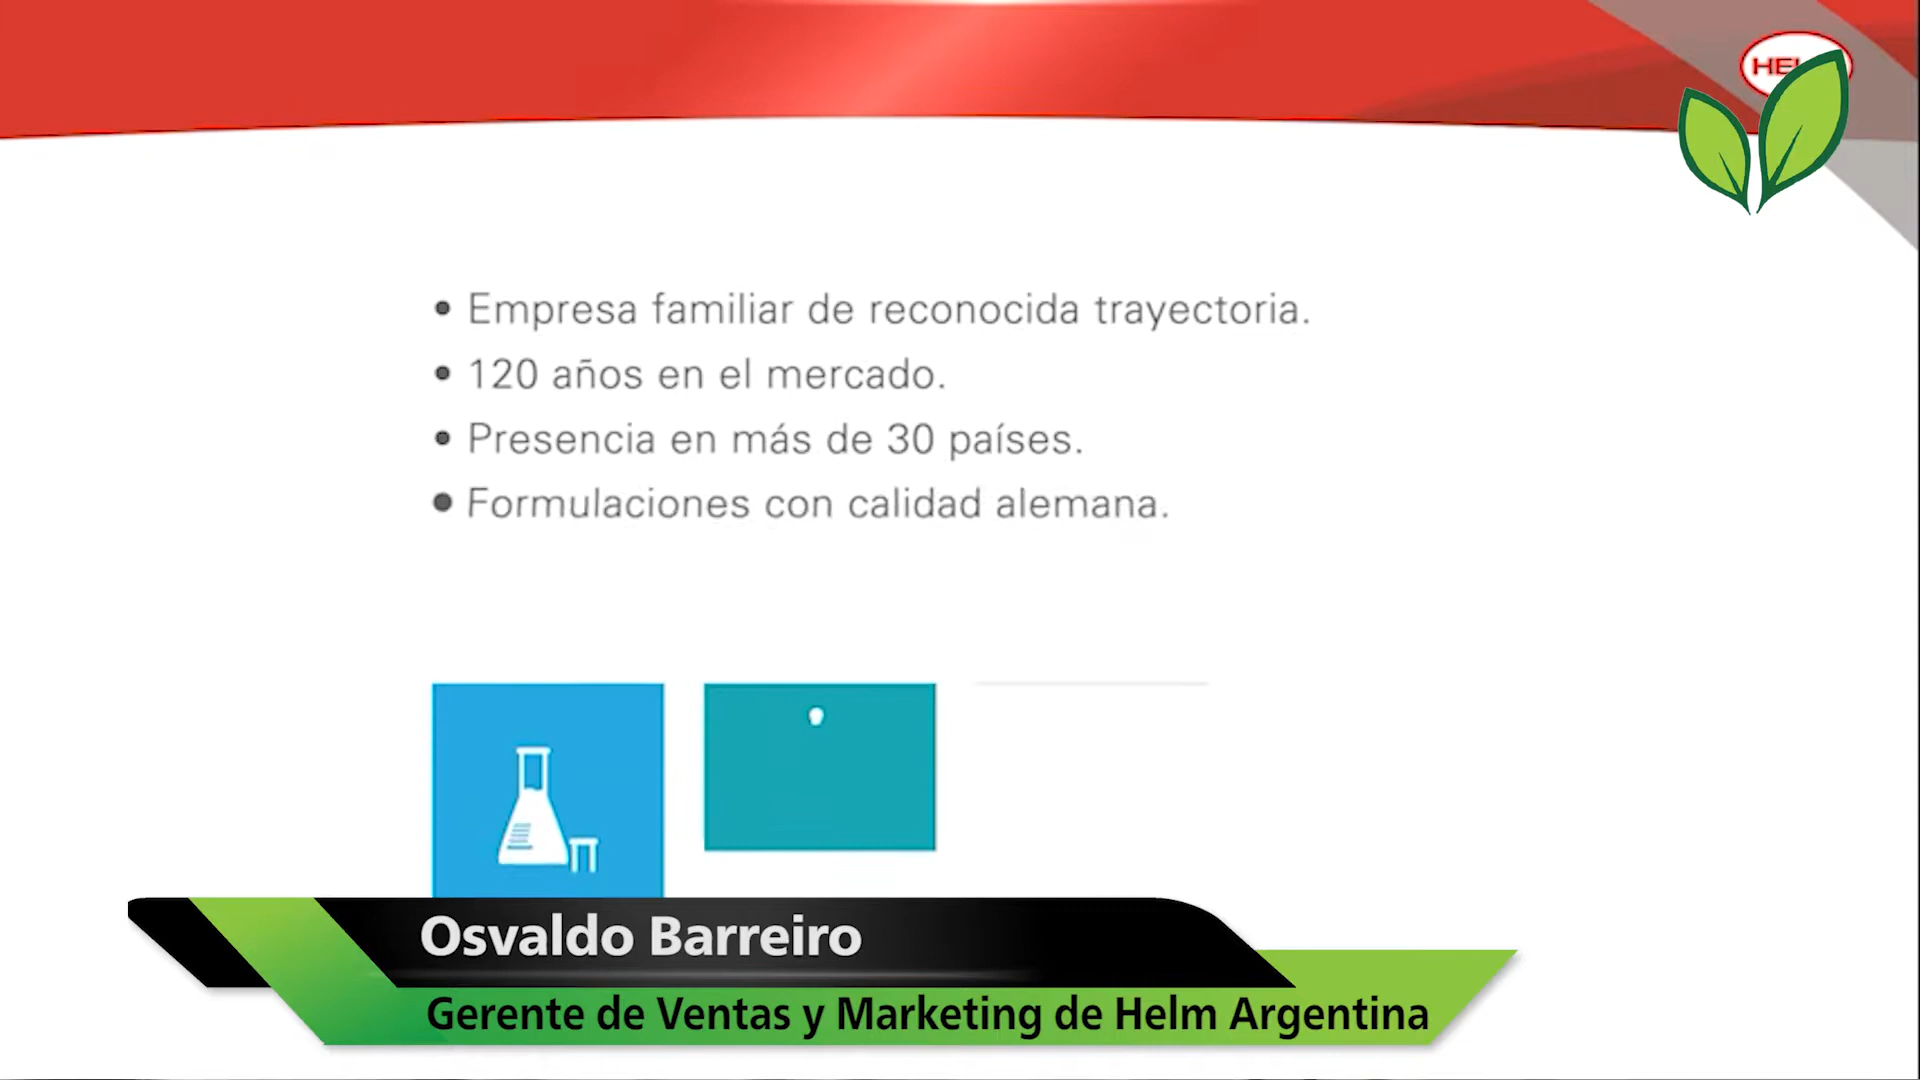 • Empresa familiar de reconocida trayectoria.
• 120 años en el mercado.
• Presencia en más de 30 países.
• Formulaciones con calidad alemana.
Osvaldo Barreiro
Gerente de Ventas y Marketing de Helm Argentina